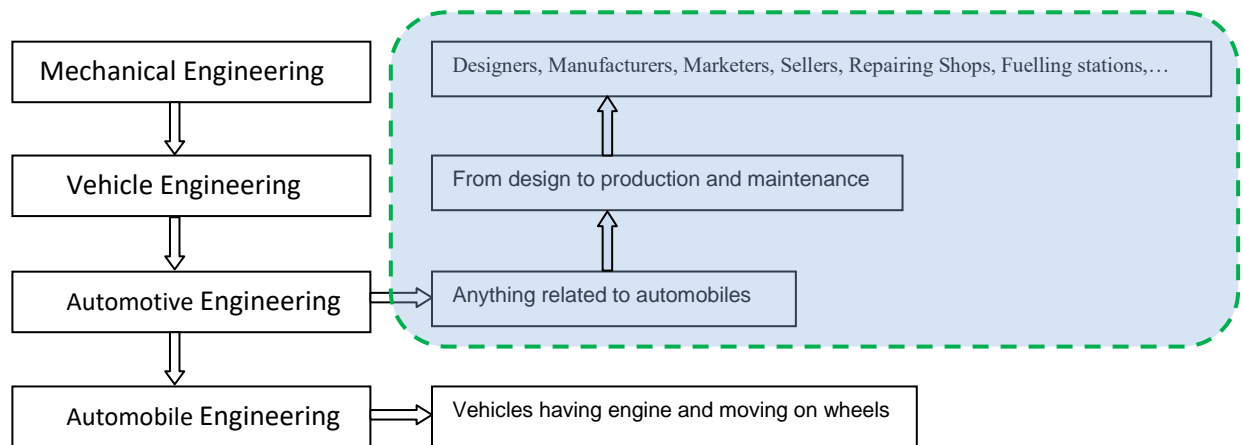 Mechanical Engineering
Designers, Manufacturers, Marketers, Sellers, Repairing Shops, Fuelling stations,…
Vehicle Engineering
From design to production and maintenance
Automotive Engineering
Anything related to automobiles
Automobile Engineering
Vehicles having engine and moving on wheels